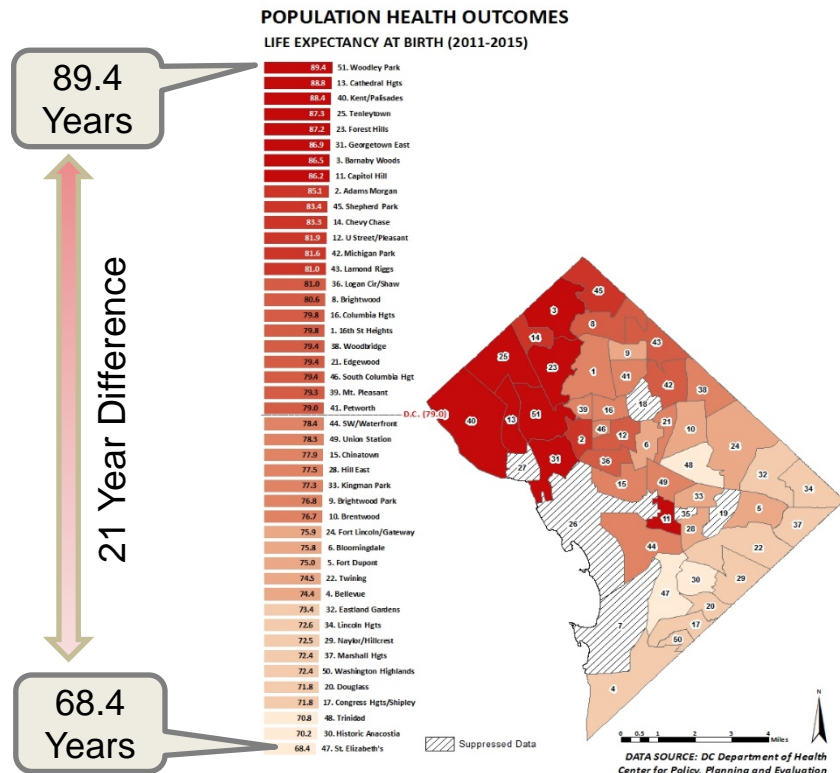 POPULATION HEALTH OUTCOMES
LIFE EXPECTANCY AT BIRTH (2011-2015)
89.4
Years
21 Year Difference
68.4
Years
89.4 51. Woodley Park
88.8 13. Cathedral Hgts
88.4 40. Kent/Palisades
87.3 25. Tenleytown
87.2 23. Forest Hills
86.9 31. Georgetown East
86.5 3. Barnaby Woods
86.2 11. Capitol Hill
85.1 2. Adams Morgan
83.4 45. Shepherd Park
83.3 14. Chevy Chase
81.9 12. U Street/Pleasant
81.6 42. Michigan Park
81.0 43. Lamond Riggs
81.0 36. Logan Cir/Shaw
80.6 8. Brightwood
79.8 16. Columbia Hgts
79.8 1. 16th St Heights
79.4 38. Woodbridge
79.4 21. Edgewood
79.4 46. South Columbia Hgt
79.3 39. Mt. Pleasant
79.0 41. Petworth
D.C. (79.0)
78.4 44. SW/Waterfront
78.3 49. Union Station
77.9 15. Chinatown
77.5 28. Hill East
77.3 33. Kingman Park
76.8 9. Brightwood Park
76.7 10. Brentwood
75.9 24. Fort Lincoln/Gateway
75.8 6. Bloomingdale
75.0 5. Fort Dupont
74.5 22. Twining
74.4 4. Bellevue
73.4 32. Eastland Gardens
72.6 34. Lincoln Hgts
72.5 29. Naylor/Hillcrest
72.4 37. Marshall Hgts
72.4 50. Washington Highlands
71.8 20. Douglass
71.8 17. Congress Hgts/Shipley
70.8 48. Trinidad
70.2 30. Historic Anacostia
68.4 47. St. Elizabeth's
45
3
8
14
43
25
23
9
1
41
42
38
18
39
16
21
40
13
51
46
10
2
12
6
24
36
48
27
31
32
15
49
34
33
35
19
5
11
26
28
37
44
22
30
29
47
20
7
17
50
4
N
Suppressed Data
0 0.5 1 2 3 4
Miles
DATA SOURCE: DC Department of Health
Center for Policy, Planning and Evaluation